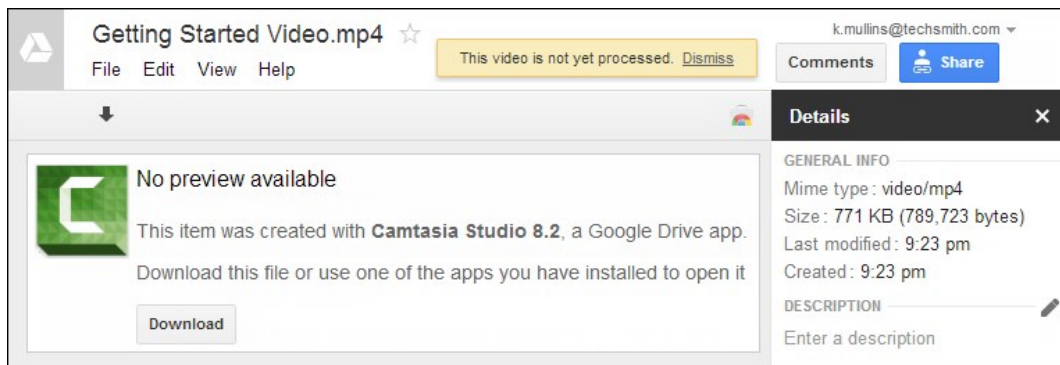 Getting Started Video.mp4
k.mullins@techsmith.com
File Edit View Help
This video is not yet processed. Dismiss
Comments
Share
Details
No preview available
This item was created with Camtasia Studio 8.2, a Google Drive app.
Download this file or use one of the apps you have installed to open it
Download
GENERAL INFO
Mime type : video/mp4
Size : 771 KB (789,723 bytes)
Last modified : 9:23 pm
Created : 9:23 pm
DESCRIPTION
Enter a description